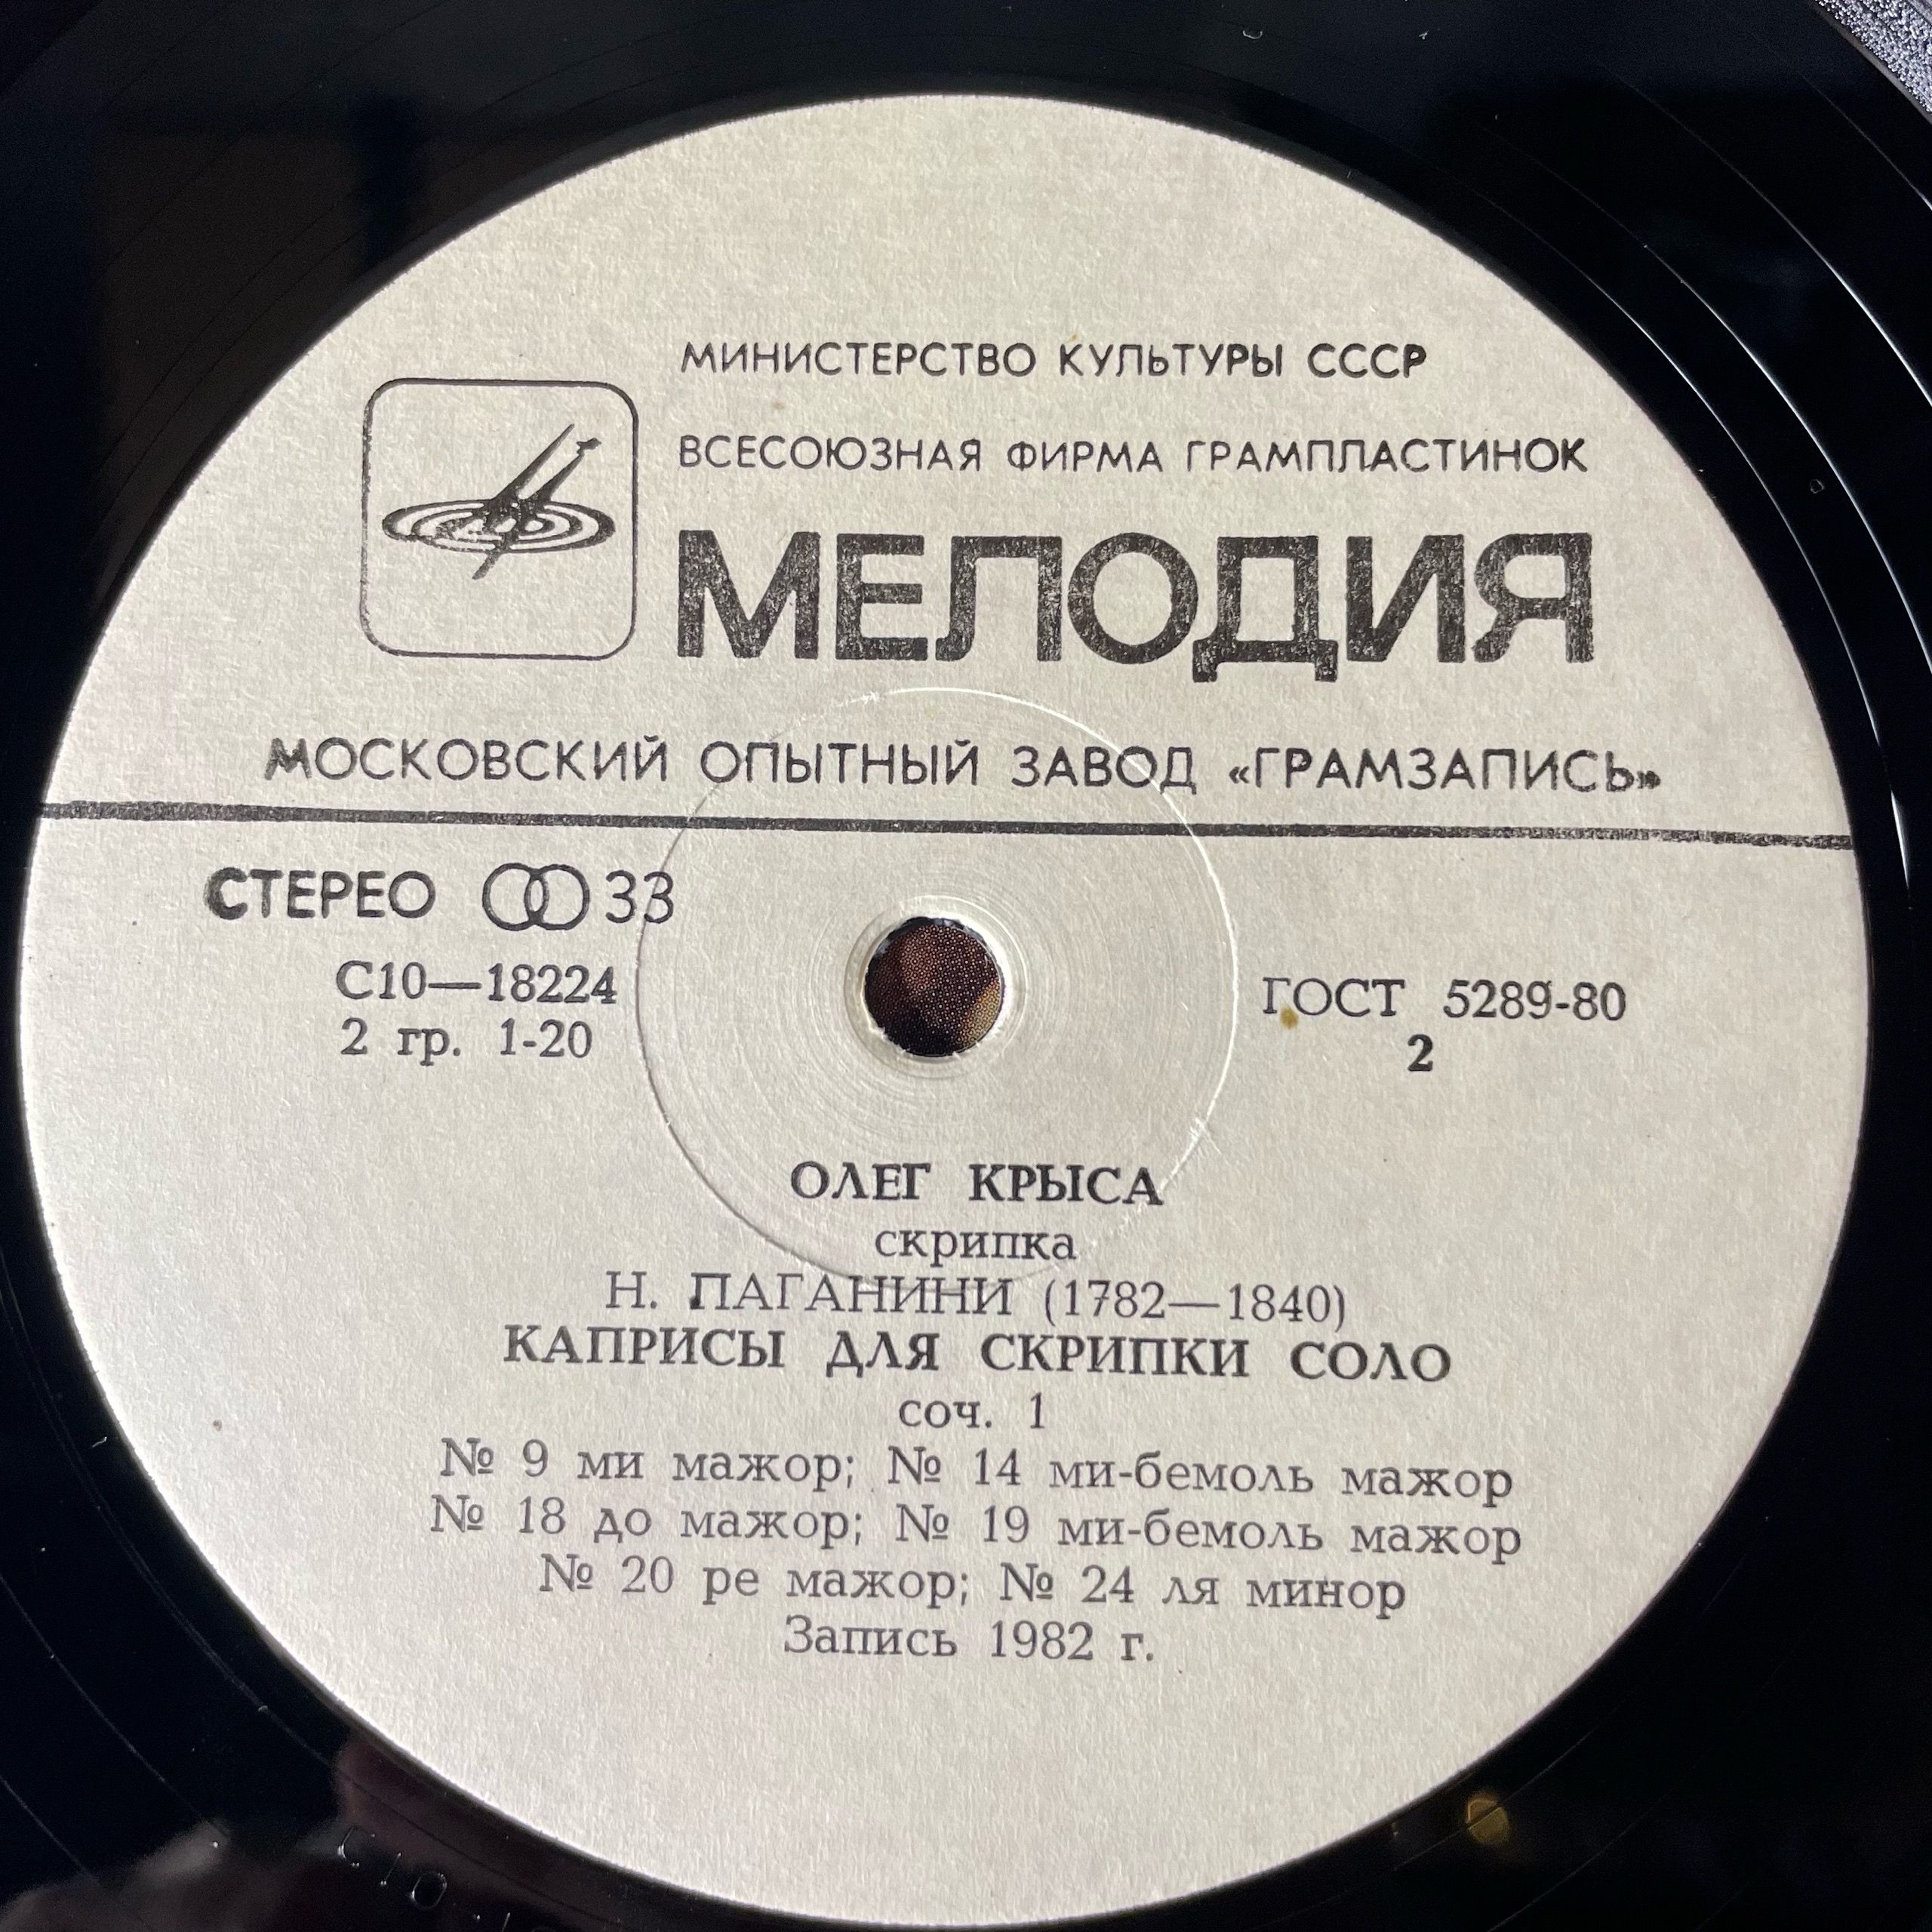 МИНИСТЕРСТВО КУЛЬТУРЫ СССР
ВСЕСОЮЗНАЯ ФИРМА ГРАМПЛАСТИНОК
МЕЛОДИЯ
МОСКОВСКИЙ ОПЫТНЫЙ ЗАВОД «ГРАМЗАПИСЬ»
СТЕРЕО 33
С10—18224
2 гр. 1-20
ГОСТ 5289-80
2
ОЛЕГ КРЫСА
скрипка
Н. ПАГАНИНИ (1782—1840)
КАПРИСЫ ДЛЯ СКРИПКИ СОЛО
соч. 1
№ 9 ми мажор; № 14 ми-бемоль мажор
№ 18 до мажор; № 19 ми-бемоль мажор
№ 20 ре мажор; № 24 ля минор
Запись 1982 г.